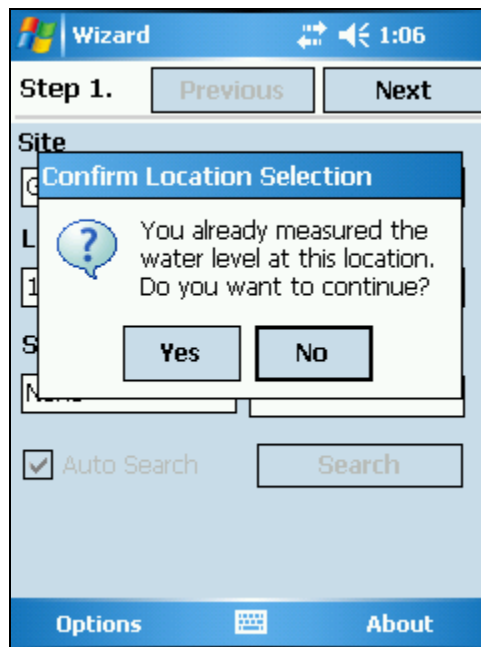 Wizard 1:06
Step 1. Previous Next
Site
Confirm Location Selection
You already measured the
water level at this location.
Do you want to continue?
Yes No
Auto Search Search
Options About